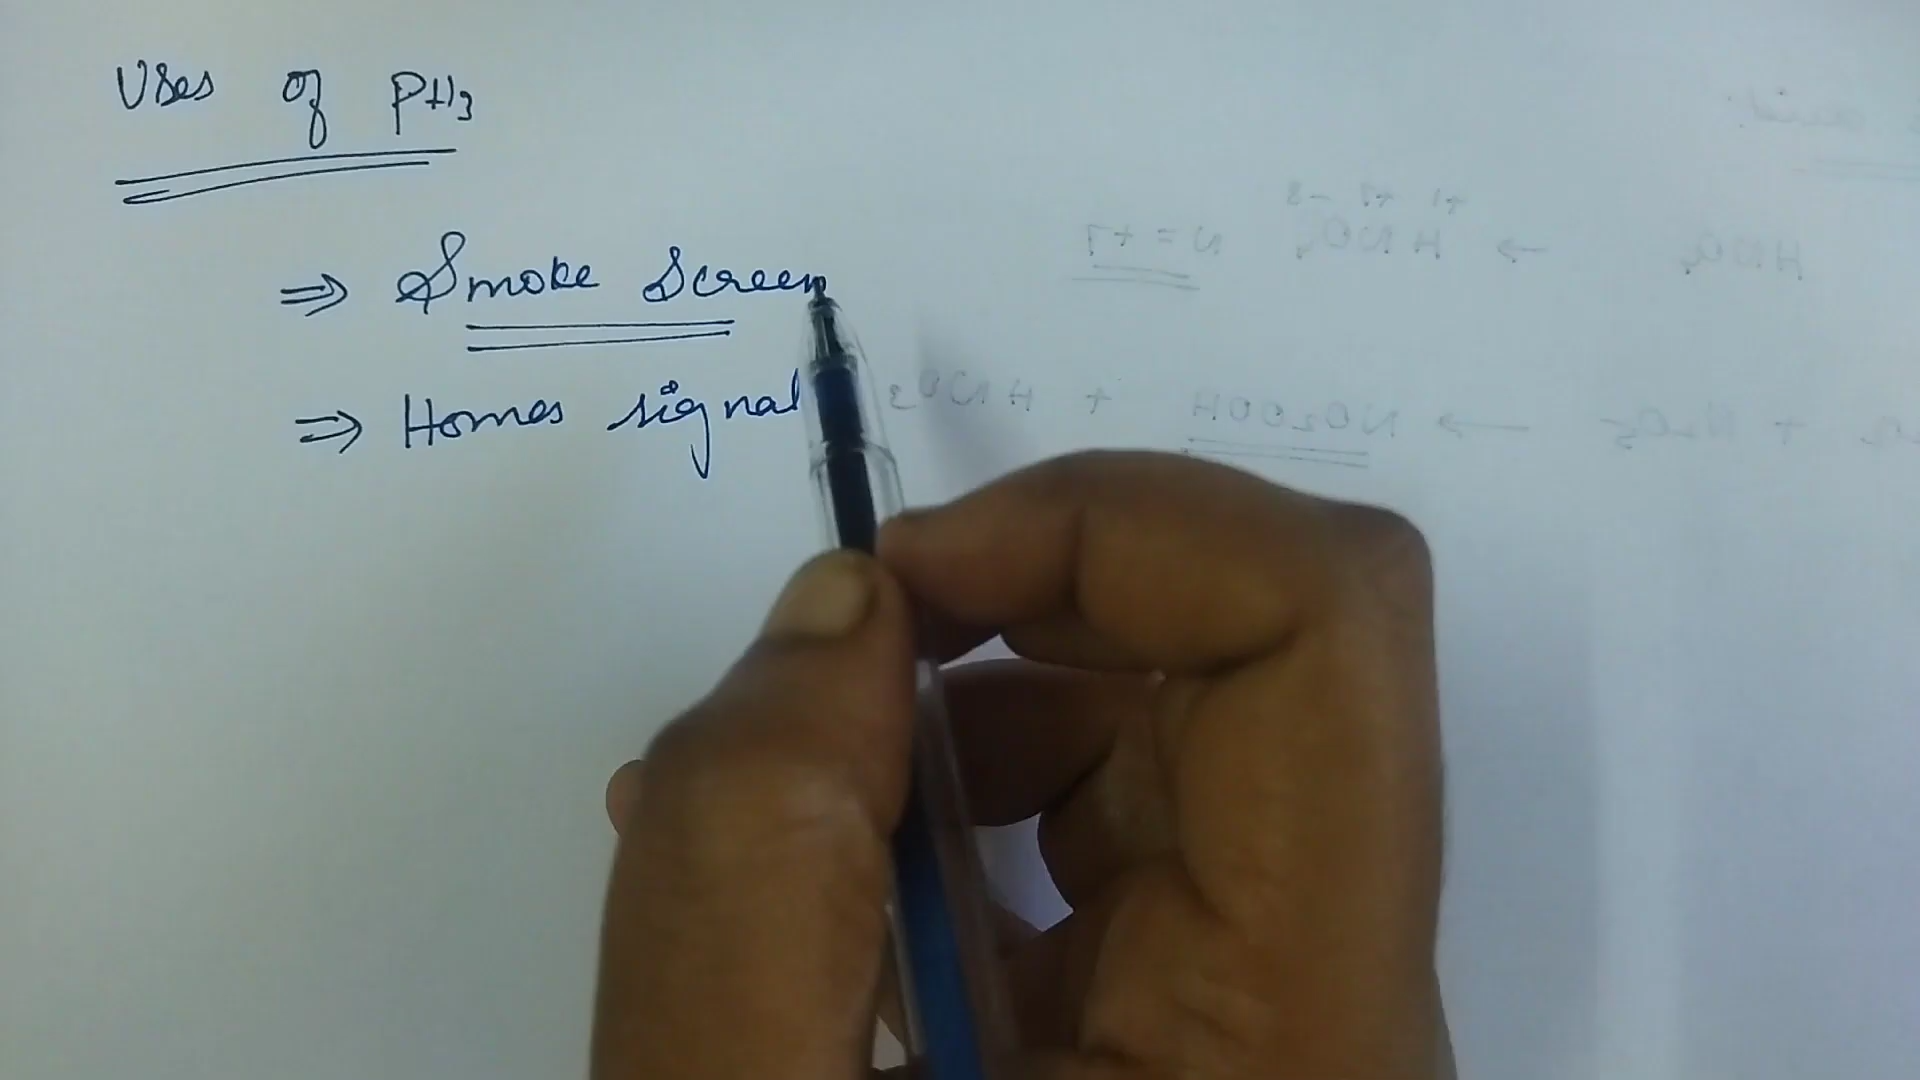 Uses of PH3
⇒ Smoke Screen
⇒ Homes signal